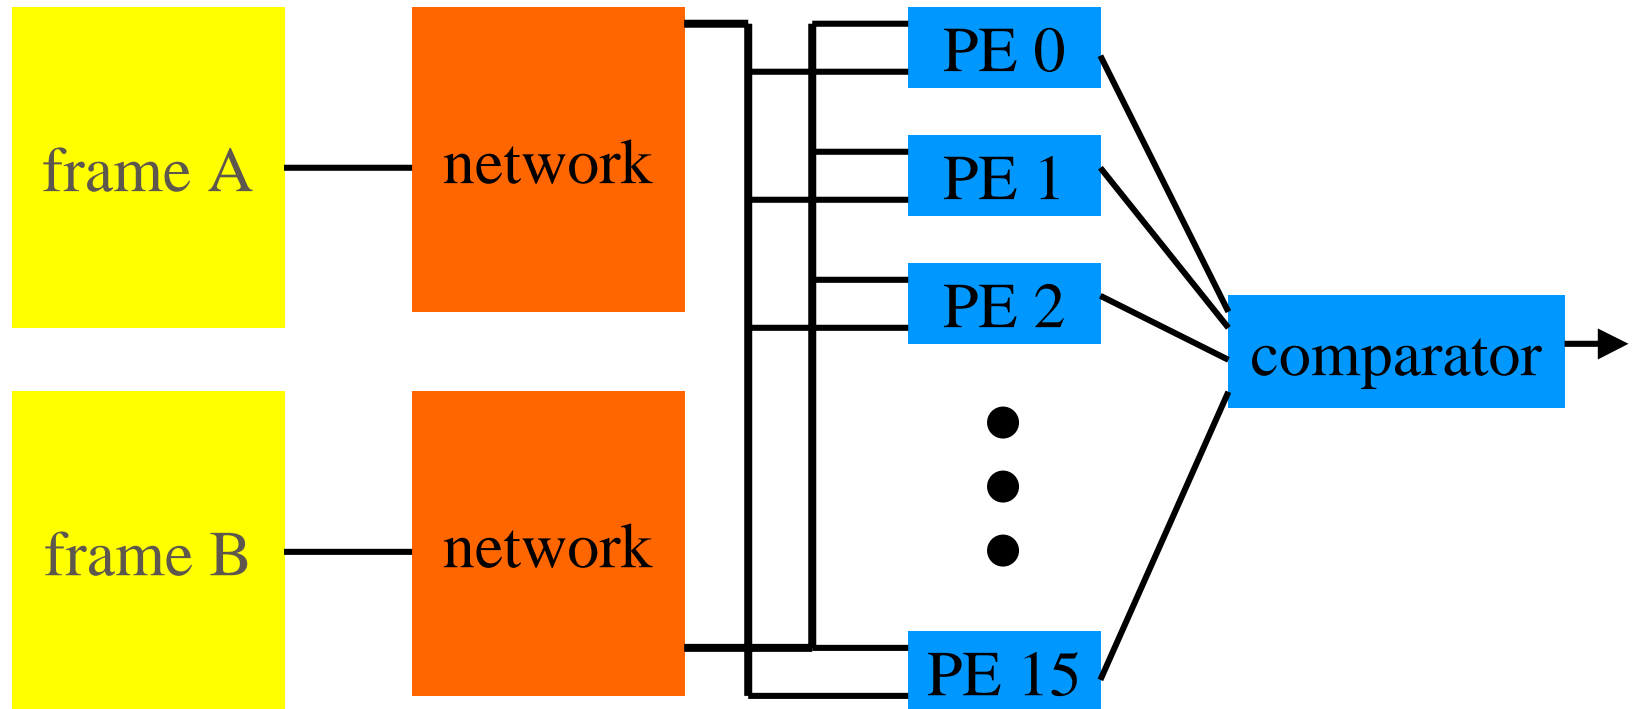 frame A
network
PE 0
PE 1
PE 2
comparator
frame B
network
PE 15